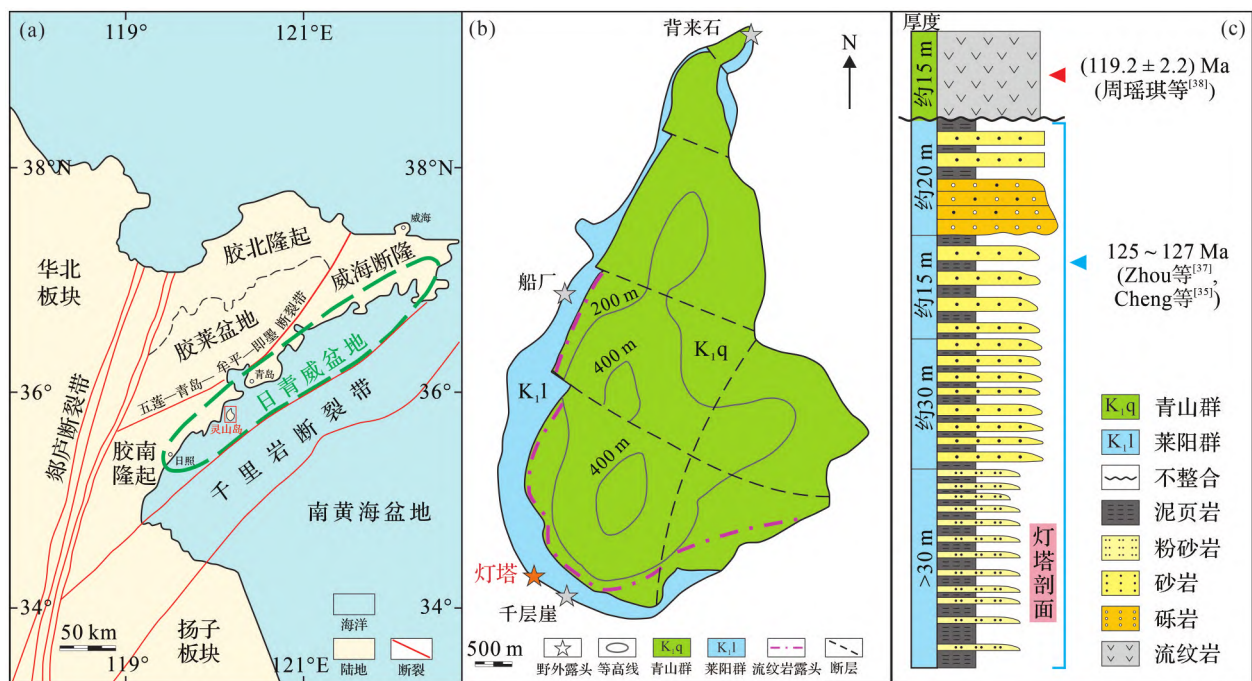 (a)
119°
121°E
38°N
36°
34°
119°
121°E
威海
胶北隆起
威海断隆
华北
板块
胶莱盆地
五莲—青岛—牟平—即墨 断裂带
青岛
日青威盆地
灵山岛
郯庐断裂带
胶南
隆起
日照
千里岩断裂带
南黄海盆地
扬子
板块
50 km
海洋
陆地
断裂
(b)
背来石
N
船厂
200 m
400 m
K₁q
K₁l
400 m
灯塔
千层崖
500 m
野外露头
等高线
K₁q
青山群
K₁l
莱阳群
流纹岩露头
断层
(c)
厚度
约15 m
约20 m
约15 m
约30 m
>30 m
(119.2 ± 2.2) Ma
(周瑶琪等[38])
125 ~ 127 Ma
(Zhou等[37],
Cheng等[35])
灯塔剖面
K₁q
青山群
K₁l
莱阳群
不整合
泥页岩
粉砂岩
砂岩
砾岩
流纹岩